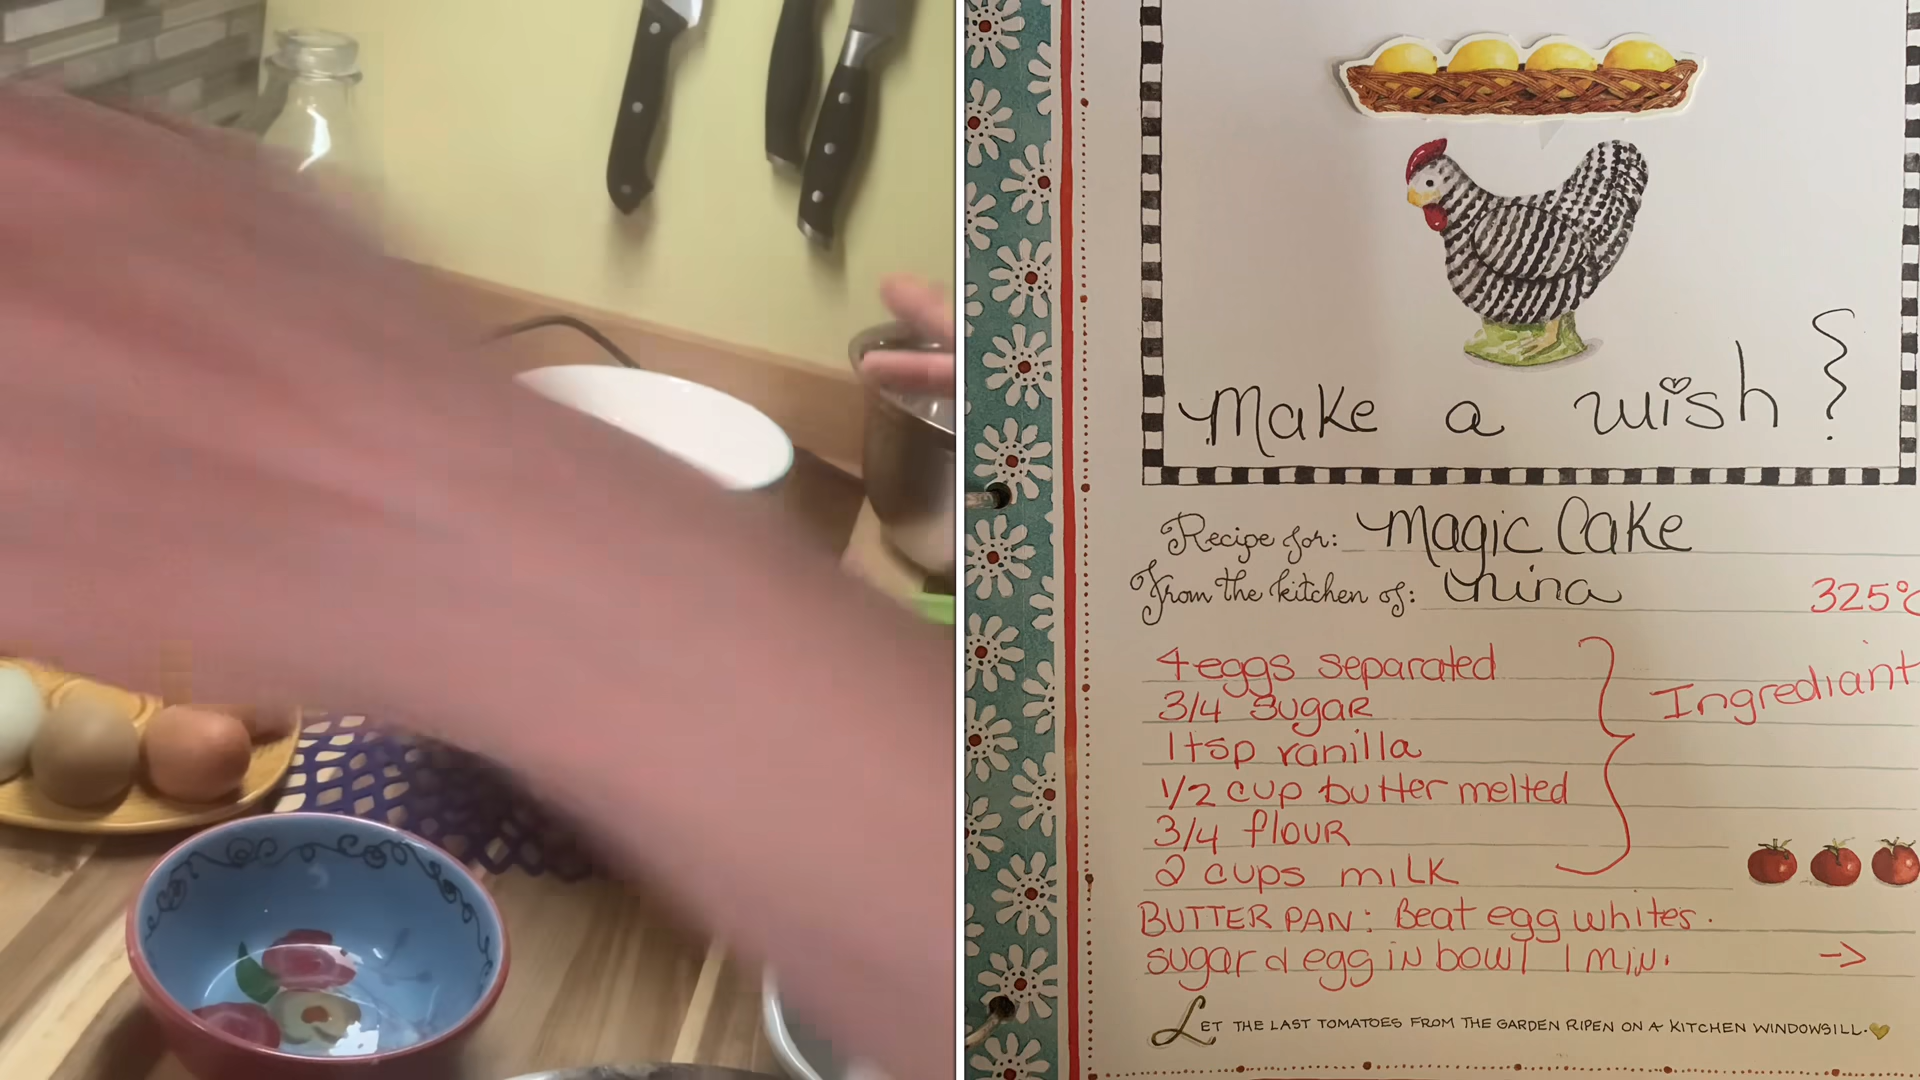 Make a wish
Recipe for: Magic Cake
From the kitchen of: nina
325°
4 eggs separated
3/4 sugar
1 tsp vanilla
1/2 cup butter melted
3/4 flour
2 cups milk
Ingrediant
BUTTER PAN: Beat egg whites.
sugar d egg in bowl 1 min. →
LET THE LAST TOMATOES FROM THE GARDEN RIPEN ON A KITCHEN WINDOWSILL.